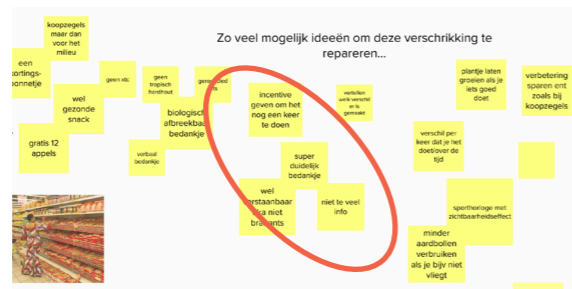 Zo veel mogelijk ideeën om deze verschrikking te
repareren...
koopzegels
maar dan
voor het
milieu
een
kortings-
bonnetje
geen etc
geen
tropisch
hardhout
wel
gezonde
snack
biologisch
afbreekbaar
bedankje
gratis 12
appels
verbaal
bedankje
incentive
geven om het
nog een keer
te doen
vertellen
welk verschil
er is
gemaakt
super
duidelijk
bedankje
wel
verstaanbaar
niet
brabants
niet te veel
info
plantje laten
groeien als je
iets goed
doet
verbetering
sparen ent
zoals bij
koopzegels
verschil per
keer dat je het
doet/over de
tijd
sporthorloge met
zichtbaarheidseffect
minder
aardbollen
verbruiken
als je bijv niet
vliegt